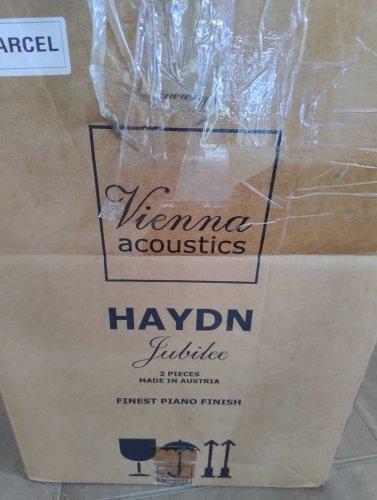 ARCEL
Vienna
acoustics
HAYDN
Jubilee
2 PIECES
MADE IN AUSTRIA
FINEST PIANO FINISH